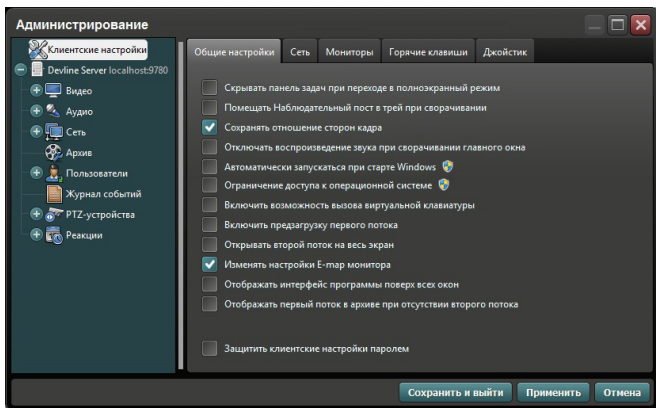 Администрирование
Клиентские настройки
Devline Server localhost:9780
Видео
Аудио
Сеть
Архив
Пользователи
Журнал событий
PTZ-устройства
Реакции
Общие настройки Сеть Мониторы Горячие клавиши Джойстик
Скрывать панель задач при переходе в полноэкранный режим
Помещать Наблюдательный пост в трей при сворачивании
Сохранять отношение сторон кадра
Отключать воспроизведение звука при сворачивании главного окна
Автоматически запускаться при старте Windows
Ограничение доступа к операционной системе
Включить возможность вызова виртуальной клавиатуры
Включить предзагрузку первого потока
Открывать второй поток на весь экран
Изменять настройки E-map монитора
Отображать интерфейс программы поверх всех окон
Отображать первый поток в архиве при отсутствии второго потока
Защитить клиентские настройки паролем
Сохранить и выйти Применить Отмена